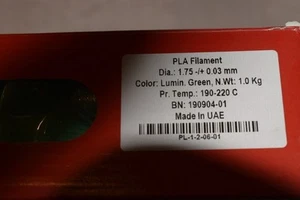 PLA Filament
Dia.: 1.75 -/+ 0.03 mm
Color: Lumin. Green, N.Wt: 1.0 Kg
Pr. Temp.: 190-220 C
BN: 190904-01
Made In UAE
PL-1-2-06-01